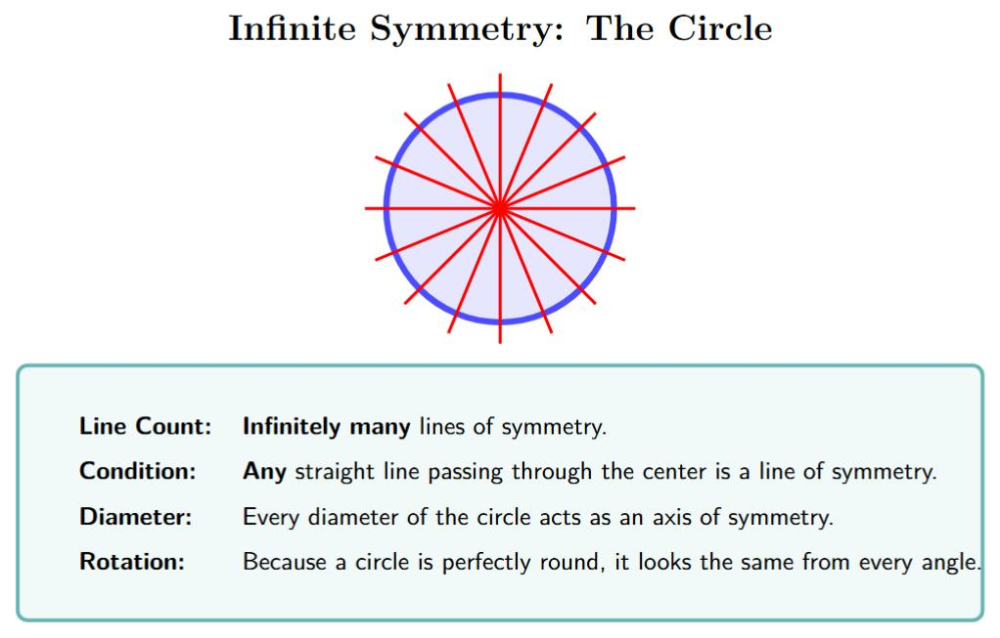 Infinite Symmetry: The Circle
Line Count: Infinitely many lines of symmetry.
Condition: Any straight line passing through the center is a line of symmetry.
Diameter: Every diameter of the circle acts as an axis of symmetry.
Rotation: Because a circle is perfectly round, it looks the same from every angle.